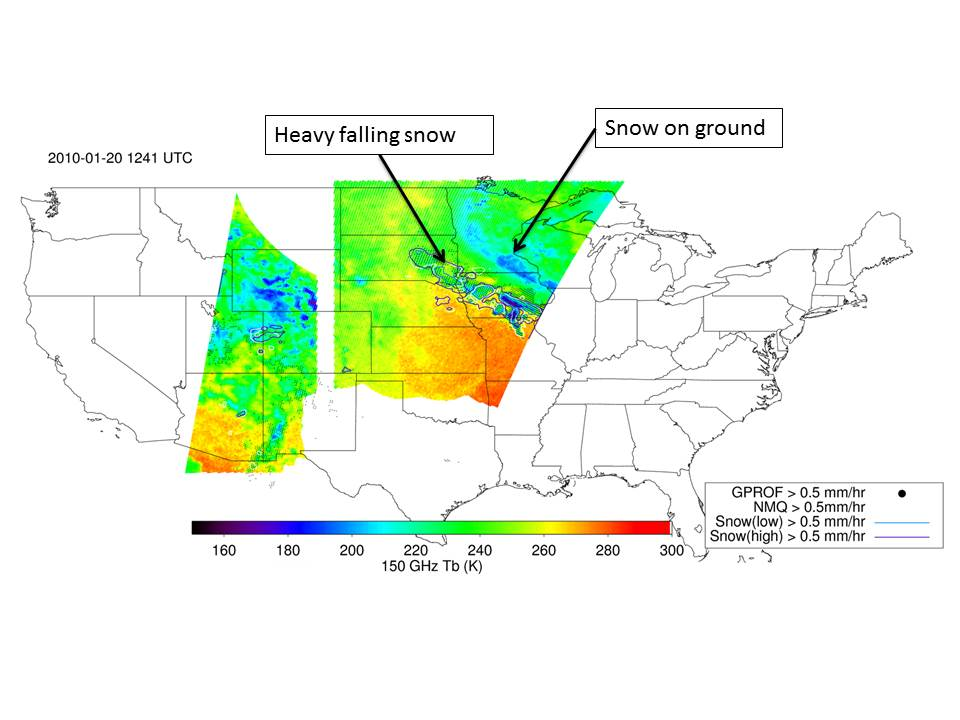 Heavy falling snow
Snow on ground
2010-01-20 1241 UTC
GPROF > 0.5 mm/hr
NMQ > 0.5mm/hr
Snow(low) > 0.5 mm/hr
Snow(high) > 0.5 mm/hr
160 180 200 220 240 260 280 300
150 GHz Tb (K)